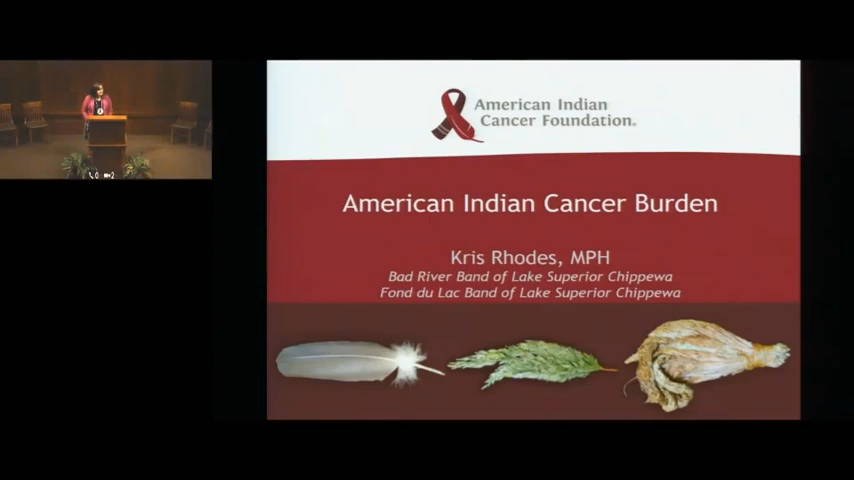 American Indian
Cancer Foundation®
American Indian Cancer Burden
Kris Rhodes, MPH
Bad River Band of Lake Superior Chippewa
Fond du Lac Band of Lake Superior Chippewa